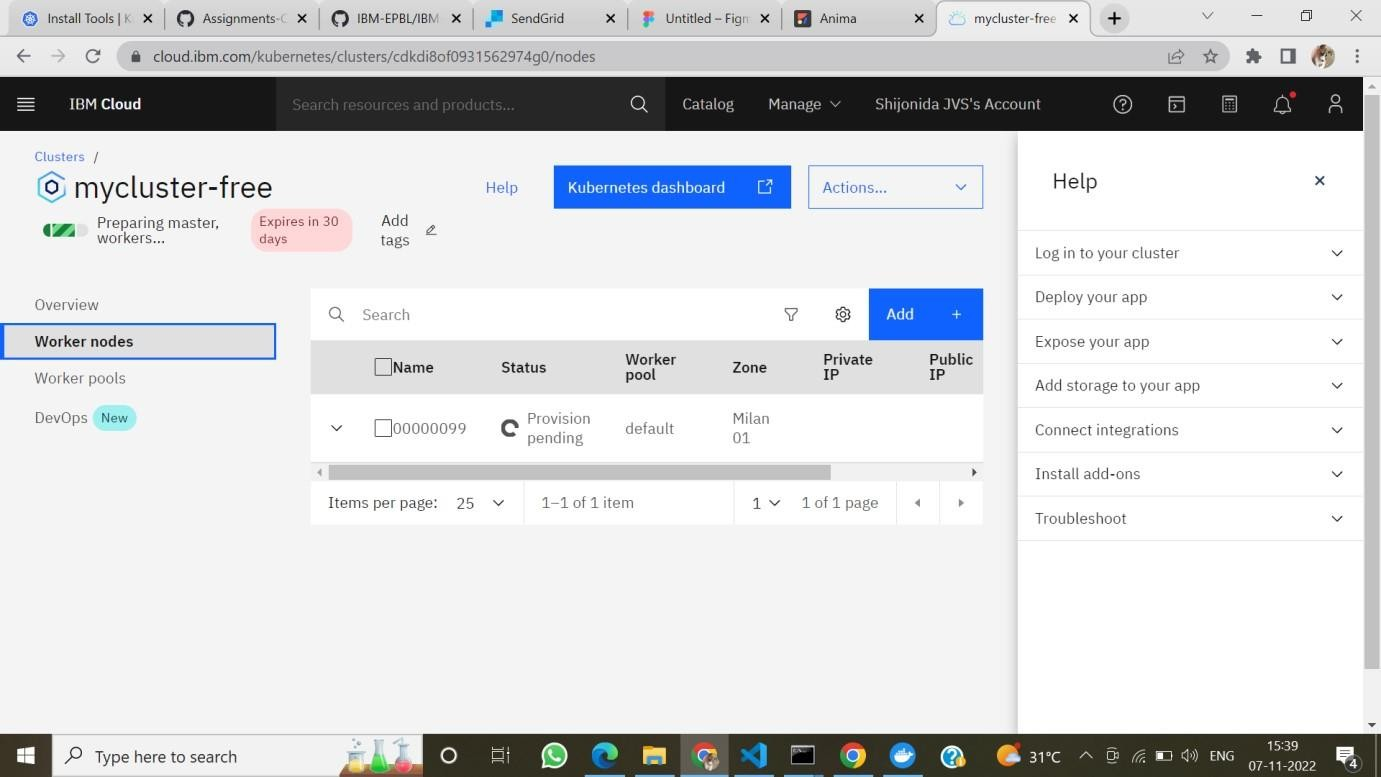 Install Tools | K
Assignments-C
IBM-EPBL/IBM
SendGrid
Untitled – Figm
Anima
mycluster-free
cloud.ibm.com/kubernetes/clusters/cdkdi8of0931562974g0/nodes
IBM Cloud
Search resources and products...
Catalog
Manage
Shijonida JVS's Account
Clusters /
mycluster-free
Help
Kubernetes dashboard
Actions...
Preparing master,
workers...
Expires in 30
days
Add
tags
Overview
Worker nodes
Worker pools
DevOps New
Search
Add +
Name
Status
Worker
pool
Zone
Private
IP
Public
IP
00000099
Provision
pending
default
Milan
01
Items per page: 25
1–1 of 1 item
1
1 of 1 page
Help
Log in to your cluster
Deploy your app
Expose your app
Add storage to your app
Connect integrations
Install add-ons
Troubleshoot
Type here to search
31°C
ENG
15:39
07-11-2022
4